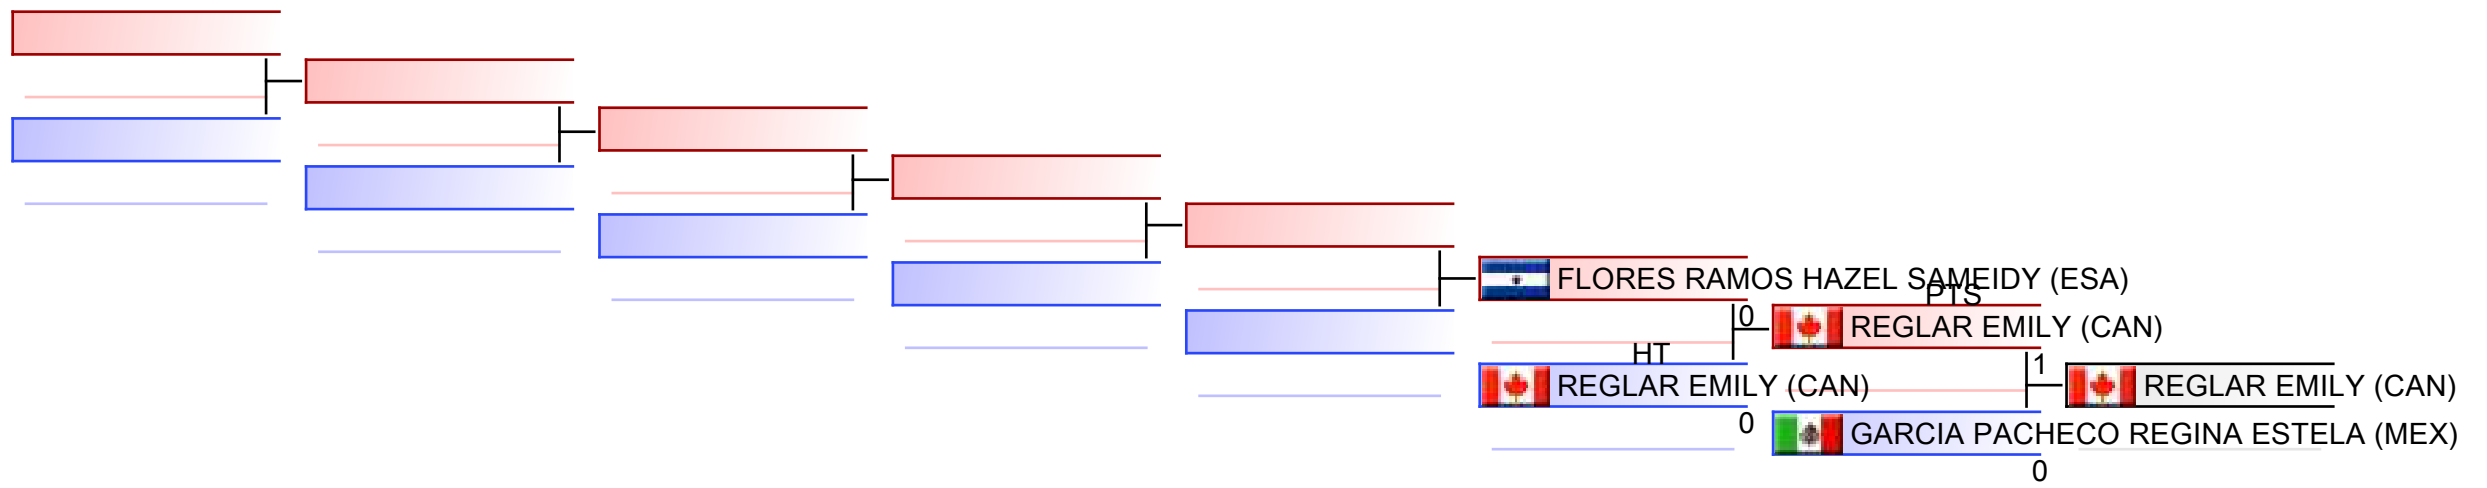 FLORES RAMOS HAZEL SAMEIDY (ESA)
PTS
0
REGLAR EMILY (CAN)
HT
1
REGLAR EMILY (CAN)
REGLAR EMILY (CAN)
0
GARCIA PACHECO REGINA ESTELA (MEX)
0